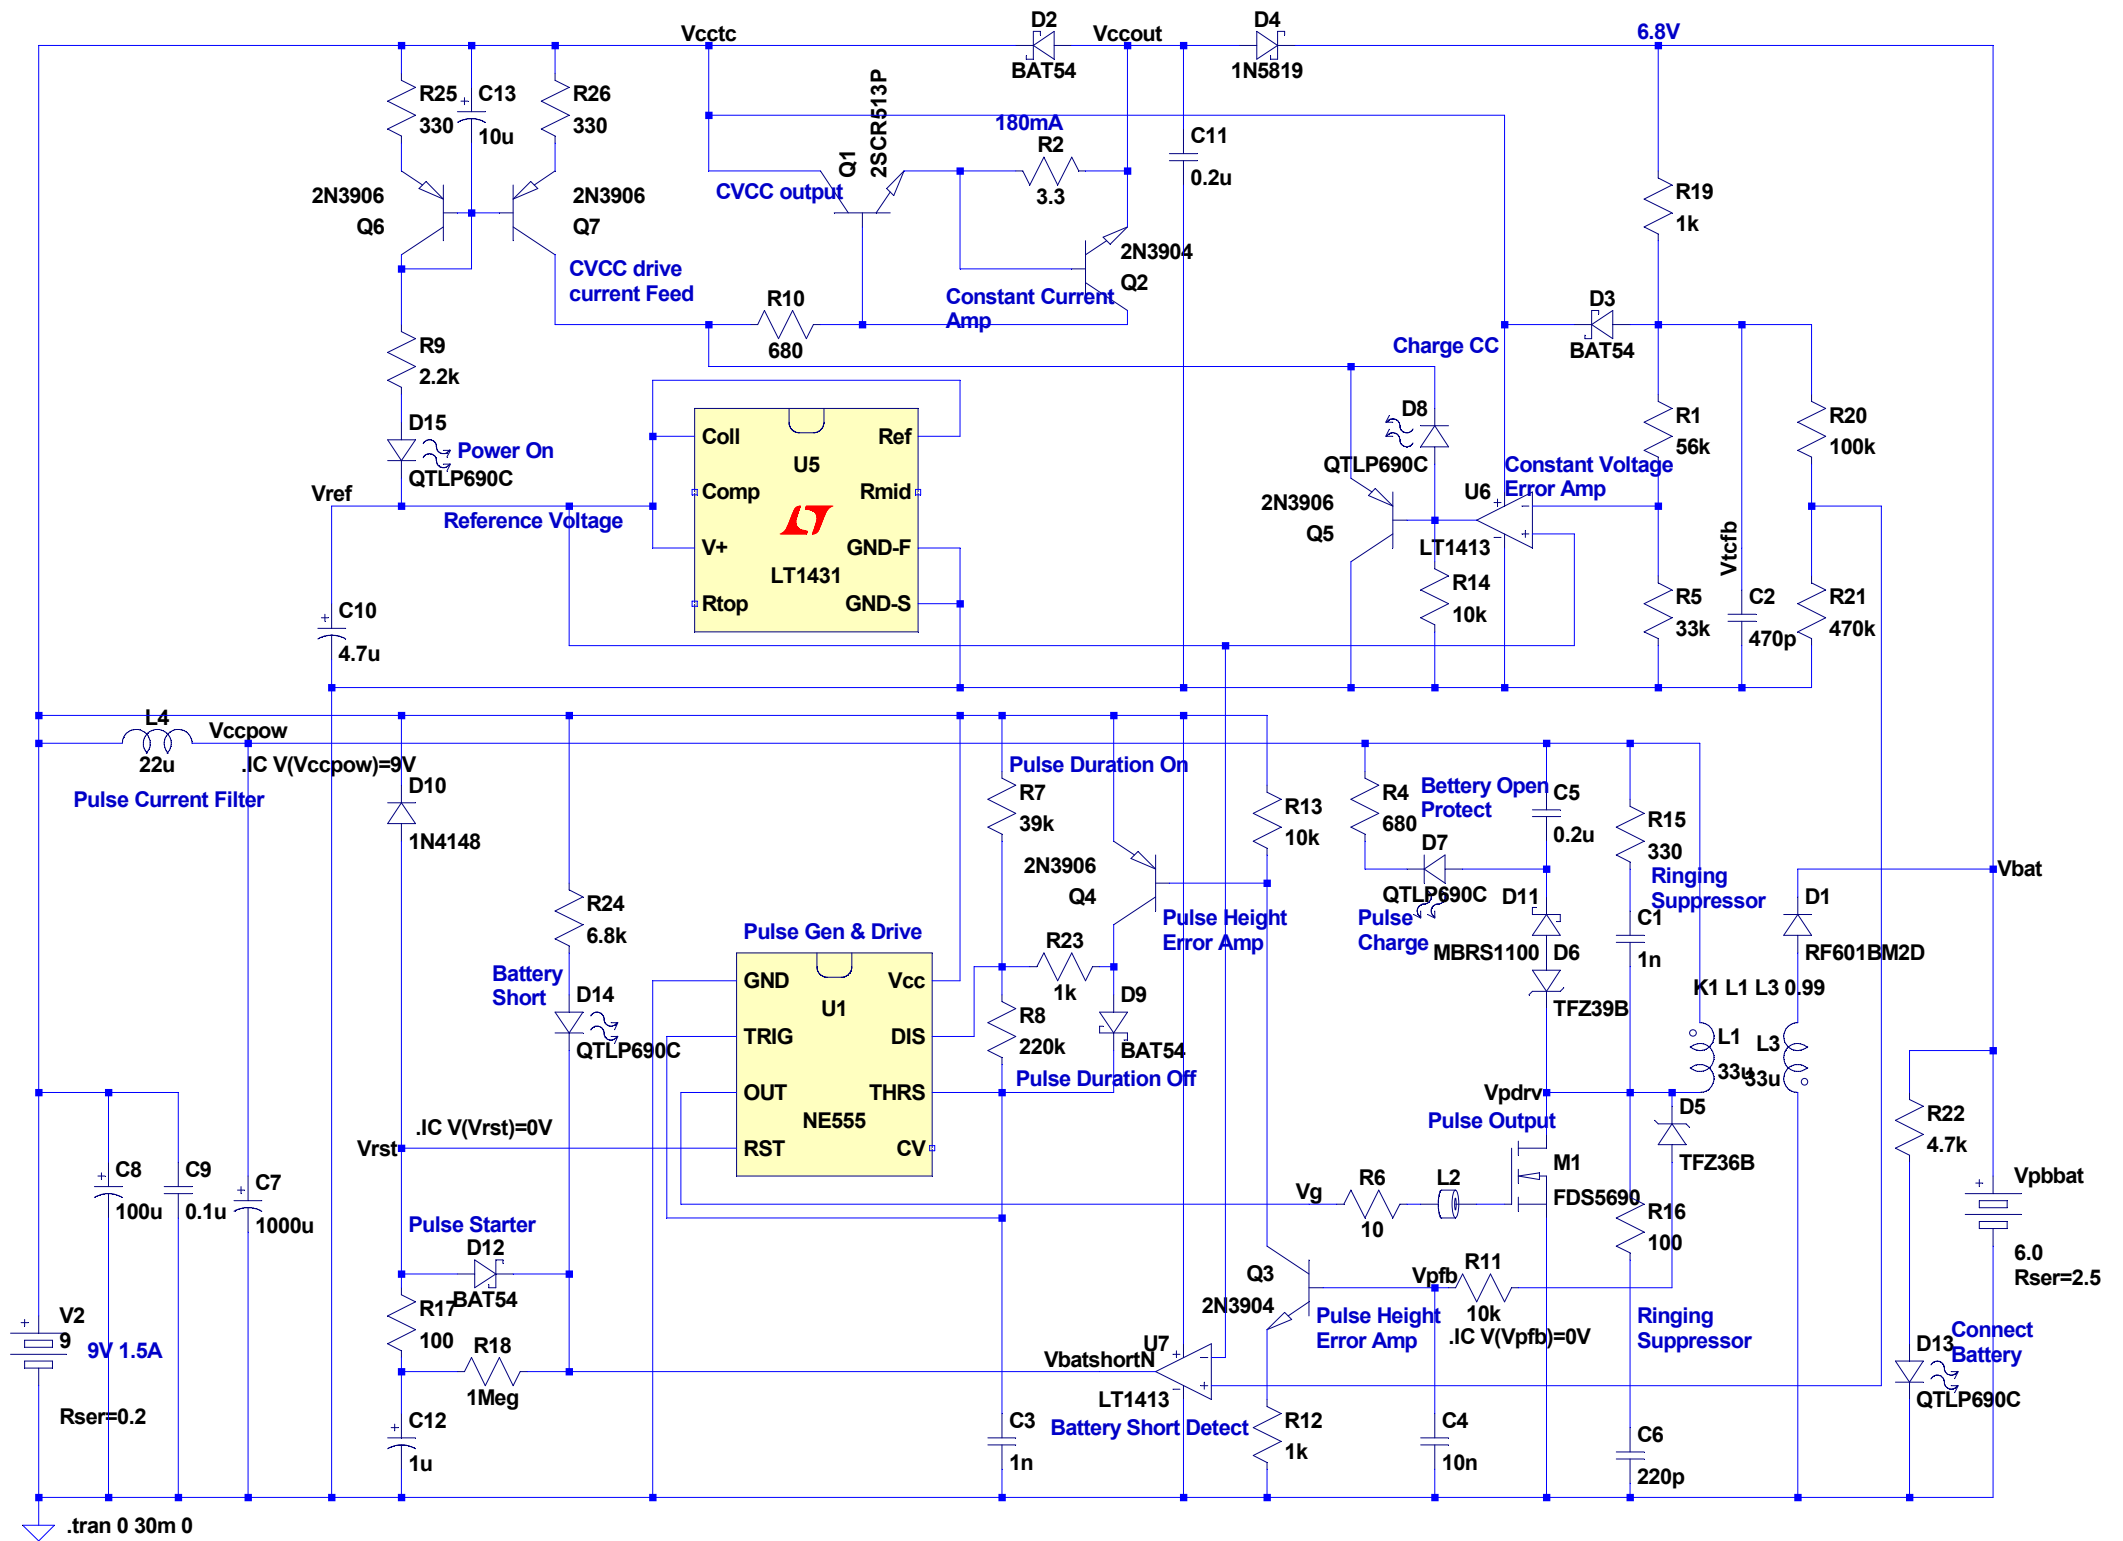 Vcctc
D2
BAT54
Vccout
D4
1N5819
6.8V
R25
330
C13
10u
R26
330
2SCR513P
Q1
180mA
R2
3.3
C11
0.2u
2N3906
Q6
2N3906
Q7
CVCC output
R19
1k
2N3904
Q2
CVCC drive
current Feed
R10
680
Constant Current
Amp
D3
BAT54
Charge CC
R9
2.2k
D15
Power On
QTLP690C
Vref
Reference Voltage
Coll
Ref
U5
Comp
Rmid
V+
GND-F
LT1431
Rtop
GND-S
D8
QTLP690C
2N3906
Q5
Constant Voltage
Error Amp
U6
LT1413
R14
10k
R1
56k
R20
100k
Vtcfb
R5
33k
C2
470p
R21
470k
C10
4.7u
L4
22u
Vccpow
.IC V(Vccpow)=9V
Pulse Current Filter
D10
1N4148
Pulse Duration On
R7
39k
R13
10k
Bettery Open
Protect
R4
680
C5
0.2u
R15
330
D7
QTLP690C
Ringing
Suppressor
Vbat
2N3906
Q4
Pulse Height
Error Amp
Pulse
Charge
D11
MBRS1100
D6
TFZ39B
C1
1n
D1
RF601BM2D
R24
6.8k
Pulse Gen & Drive
R23
1k
Battery
Short
D14
QTLP690C
GND
Vcc
U1
TRIG
DIS
OUT
THRS
NE555
RST
CV
R8
220k
D9
BAT54
Pulse Duration Off
K1 L1 L3 0.99
L1
33u
L3
33u
Vpdrv
Pulse Output
D5
TFZ36B
R22
4.7k
.IC V(Vrst)=0V
Vrst
M1
FDS5690
C8
100u
C9
0.1u
C7
1000u
Vg
R6
10
L2
R16
100
Vpbbat
6.0
Rser=2.5
Pulse Starter
D12
BAT54
R17
100
R18
1Meg
Q3
2N3904
Vpfb
R11
10k
Pulse Height
Error Amp
.IC V(Vpfb)=0V
Ringing
Suppressor
Connect
Battery
D13
QTLP690C
V2
9
9V 1.5A
Rser=0.2
VbatshortN
U7
LT1413
Battery Short Detect
C12
1u
C3
1n
R12
1k
C4
10n
C6
220p
.tran 0 30m 0